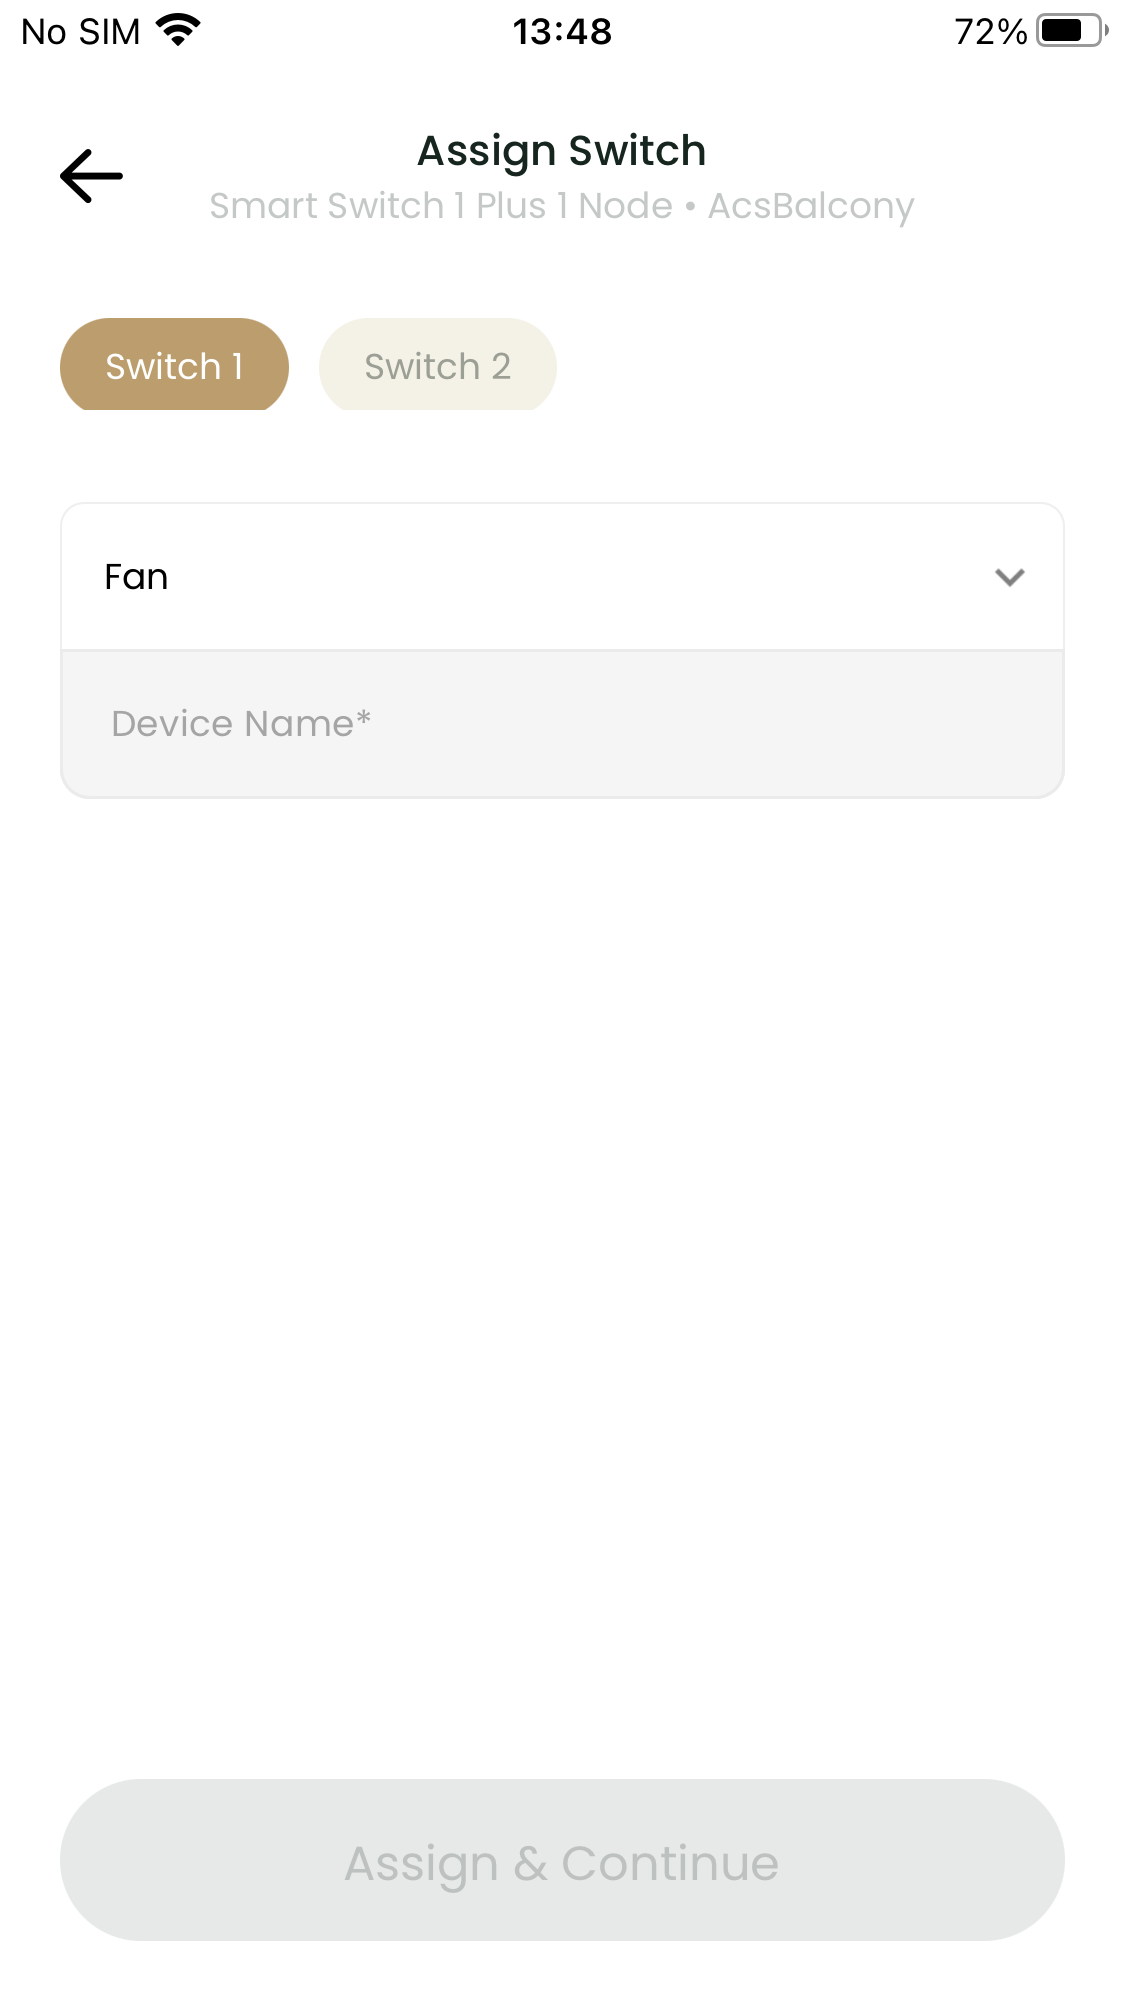 No SIM 13:48 72%
Assign Switch
Smart Switch 1 Plus 1 Node • AcsBalcony
Switch 1 Switch 2
Fan
Device Name*
Assign & Continue